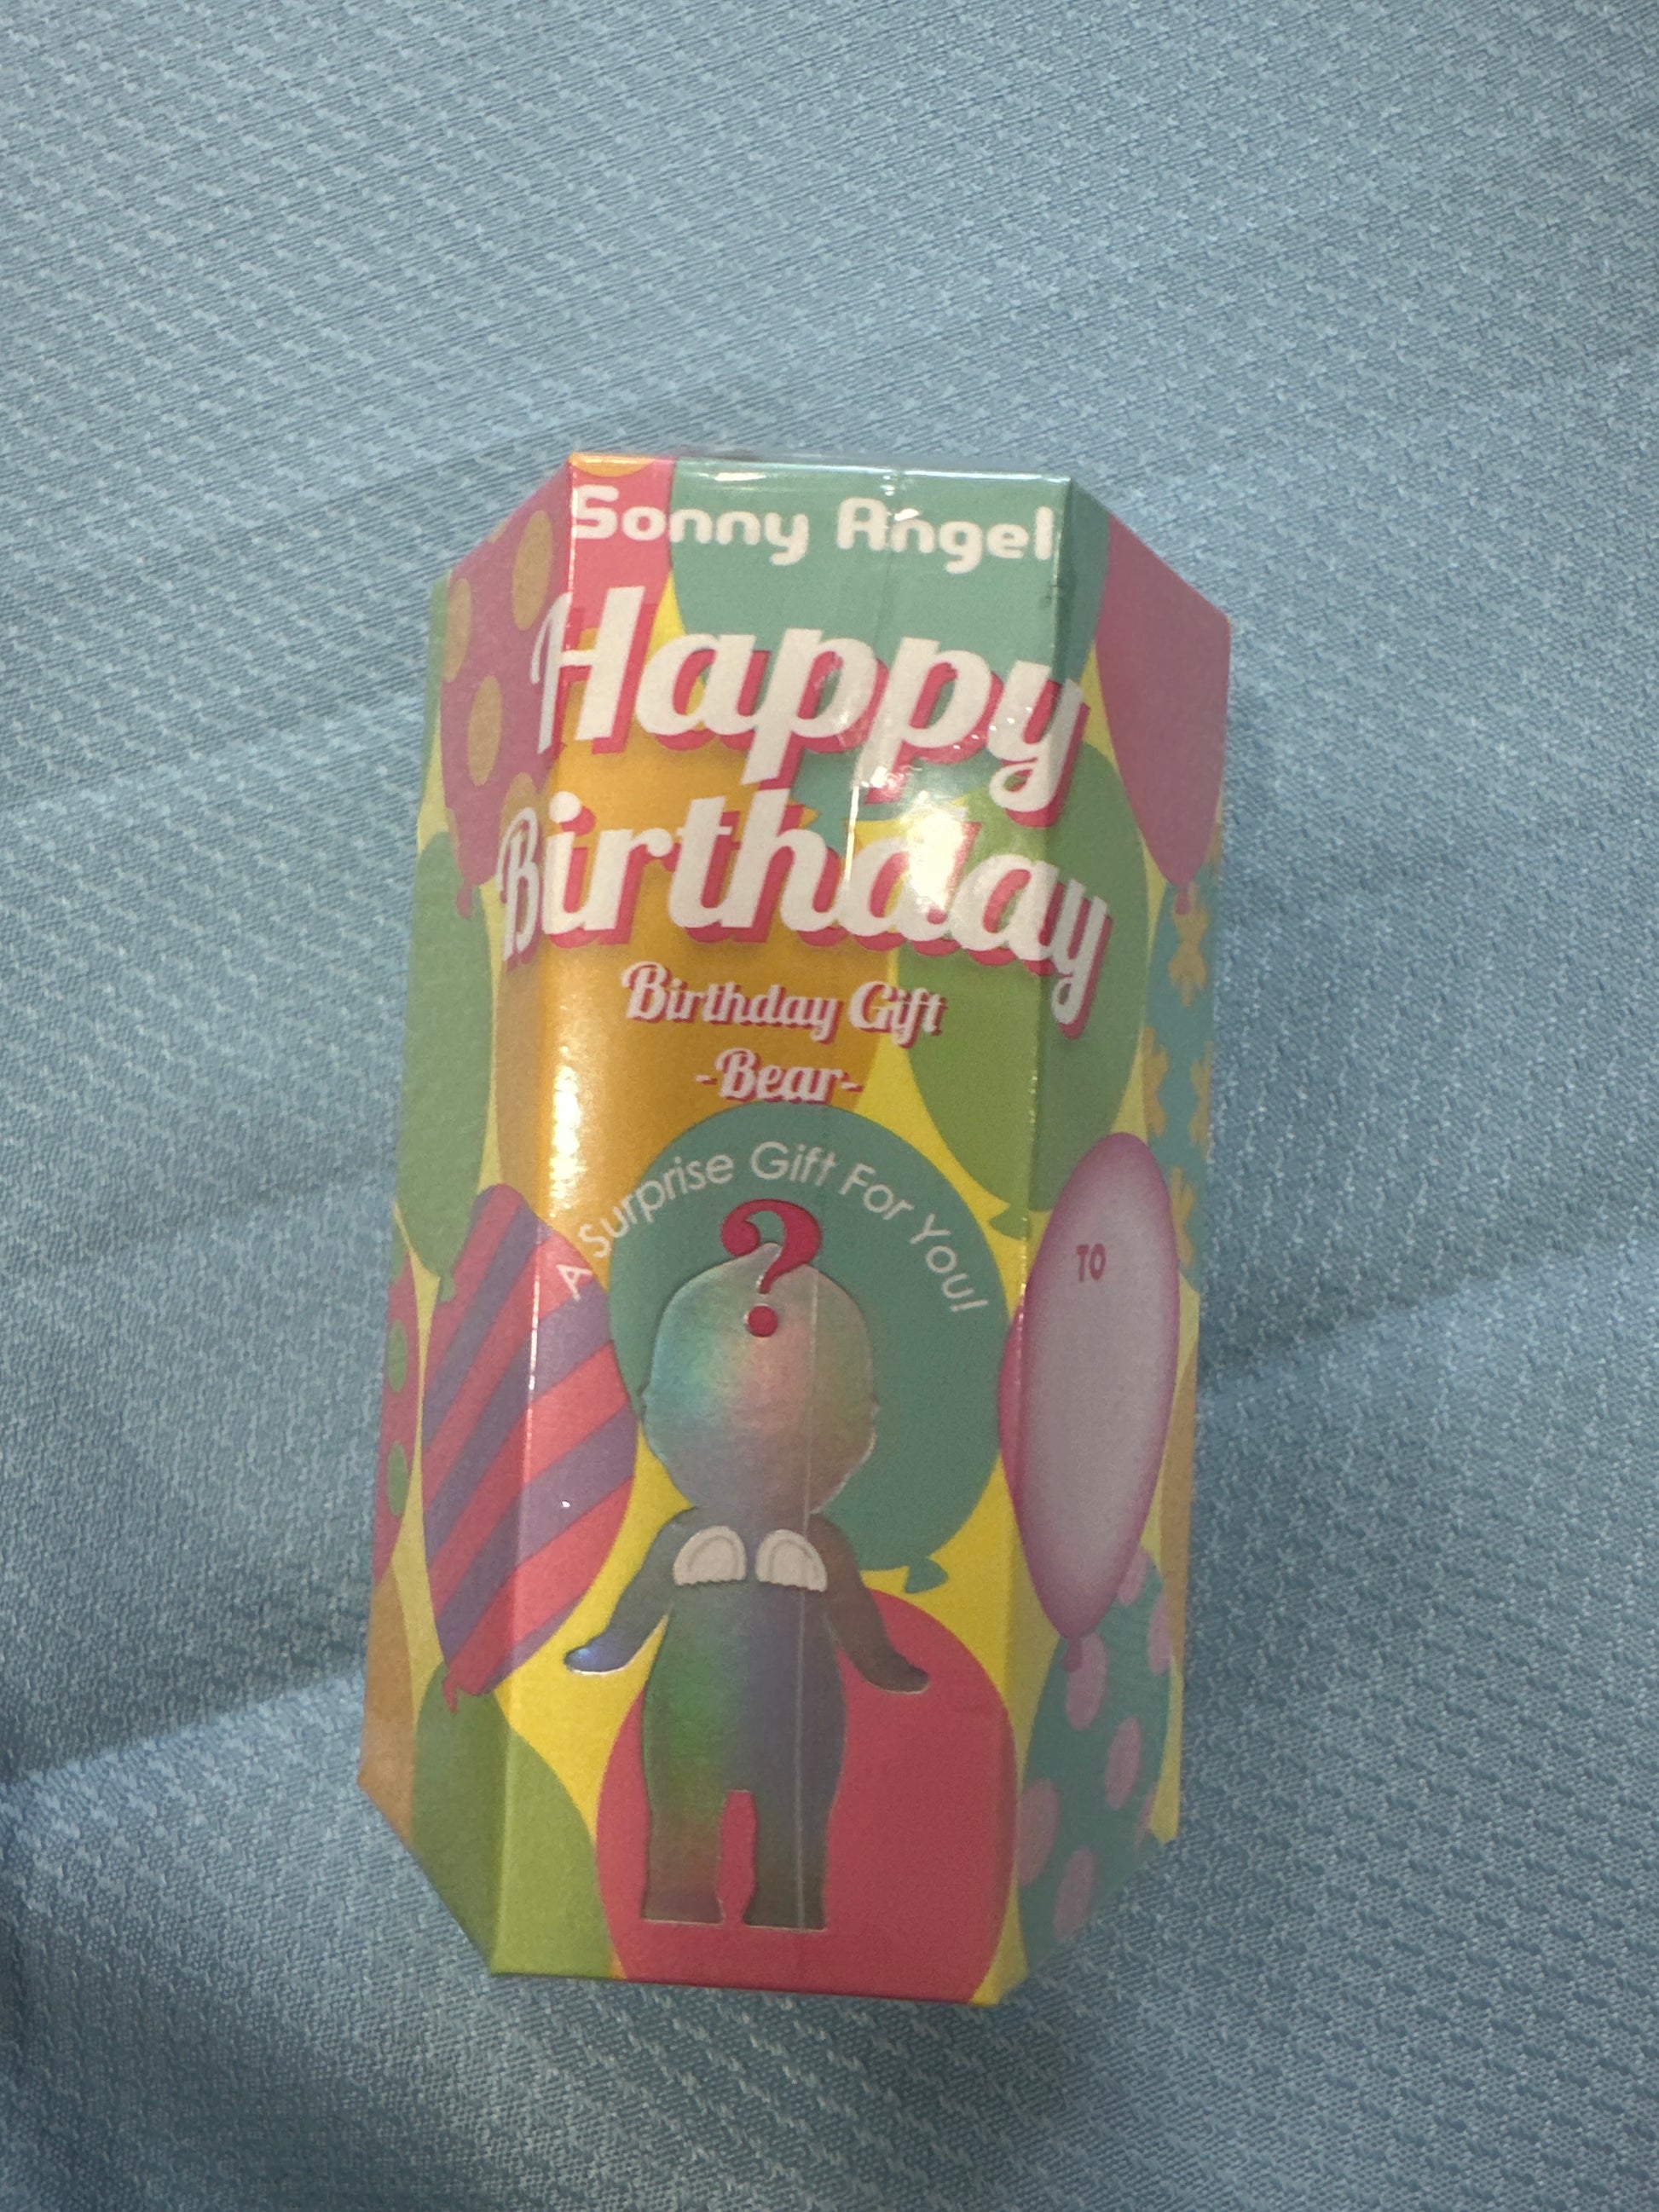 Sonny Angel
Happy
Birthday
Birthday Gift
-Bear-
A Surprise Gift For You!
?
TO